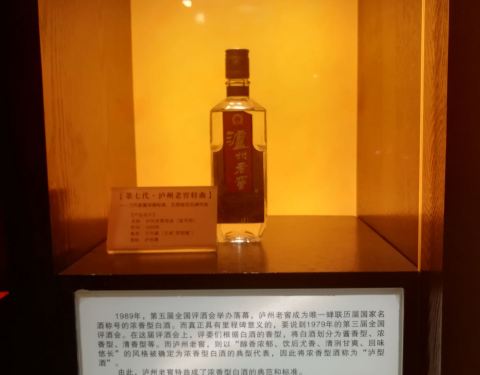 泸州老窖
【第七代·泸州老窖特曲】
1989年，第五届全国评酒会举办落幕，泸州老窖成为唯一蝉联历届国家名
酒称号的浓香型白酒。而真正具有里程碑意义的，要说到1979年的第三届全国
评酒会。在这届评酒会上，评委们根据白酒的香型，将白酒划分为酱香型、浓
香型、清香型等。而泸州老窖，则以“醇香浓郁、饮后尤香、清洌甘爽、回味
悠长”的风格被确定为浓香型白酒的典型代表，因此将浓香型酒称为“泸型
酒”。
由此，泸州老窖特曲成了浓香型白酒的典范和标准。